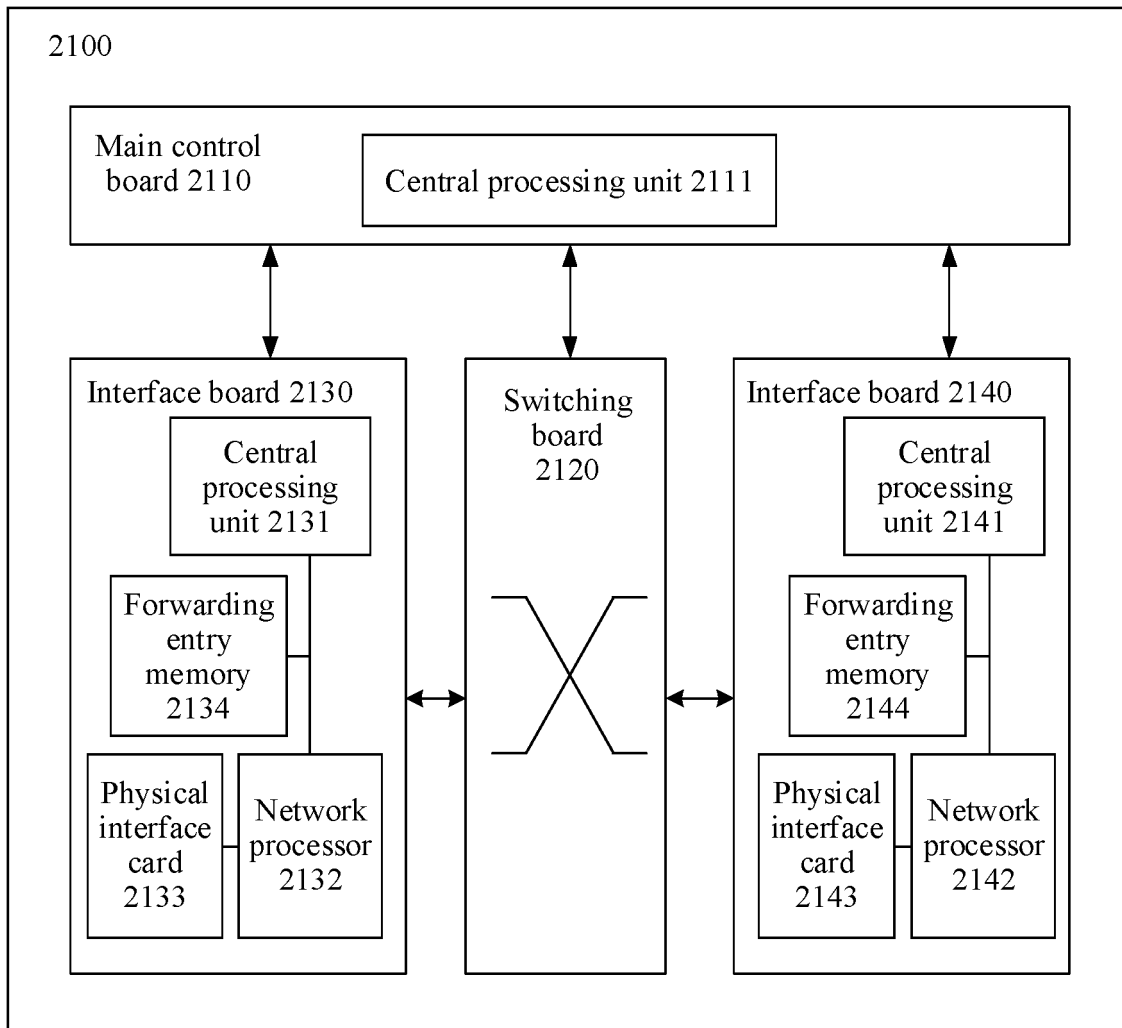 2100
Main control
board 2110
Central processing unit 2111
Interface board 2130
Central
processing
unit 2131
Forwarding
entry
memory
2134
Physical
interface
card
2133
Network
processor
2132
Switching
board
2120
Interface board 2140
Central
processing
unit 2141
Forwarding
entry
memory
2144
Physical
interface
card
2143
Network
processor
2142